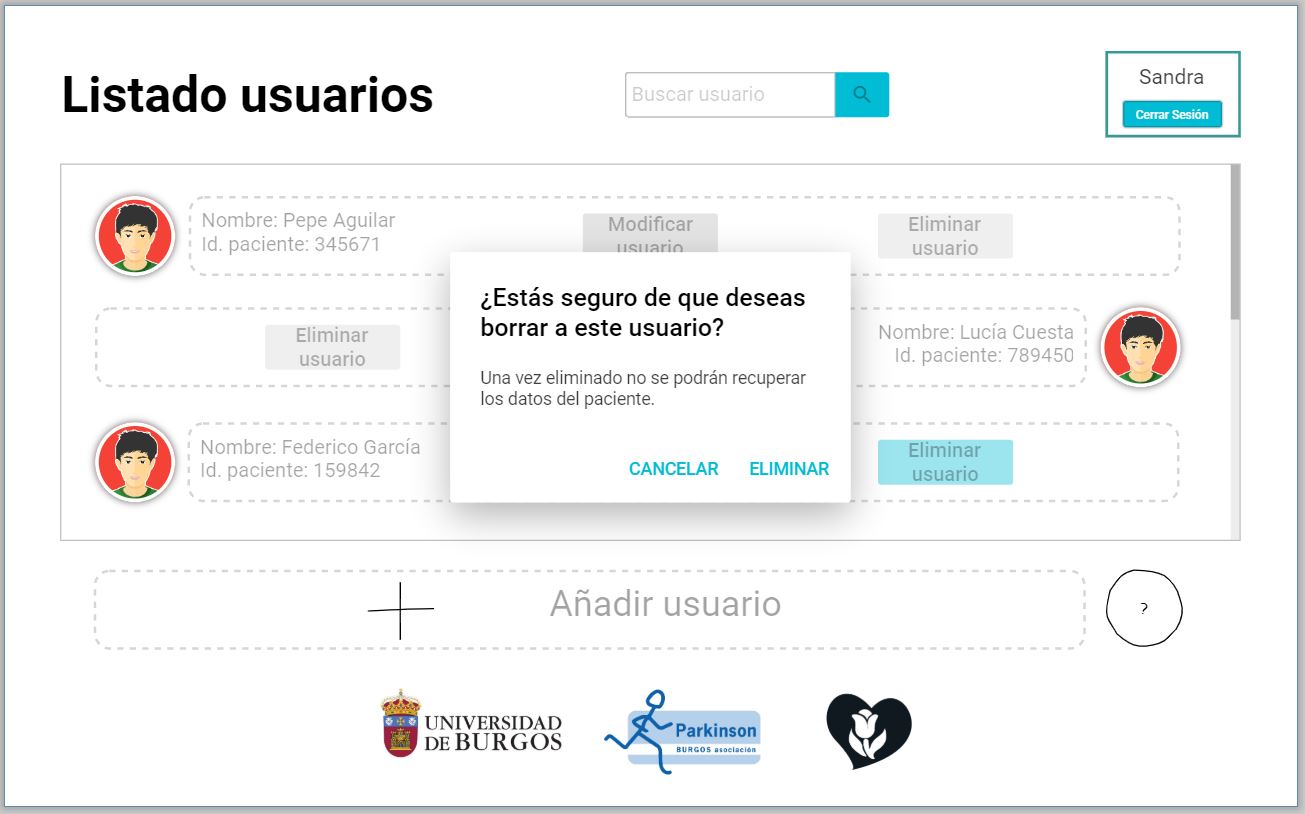 Listado usuarios
Buscar usuario
Sandra
Cerrar Sesión
Nombre: Pepe Aguilar
Id. paciente: 345671
Modificar
usuario
Eliminar
usuario
Eliminar
usuario
Nombre: Lucía Cuesta
Id. paciente: 789450
¿Estás seguro de que deseas
borrar a este usuario?
Una vez eliminado no se podrán recuperar
los datos del paciente.
CANCELAR
ELIMINAR
Nombre: Federico García
Id. paciente: 159842
Eliminar
usuario
Añadir usuario
?
UNIVERSIDAD
DE BURGOS
Parkinson
BURGOS asociación